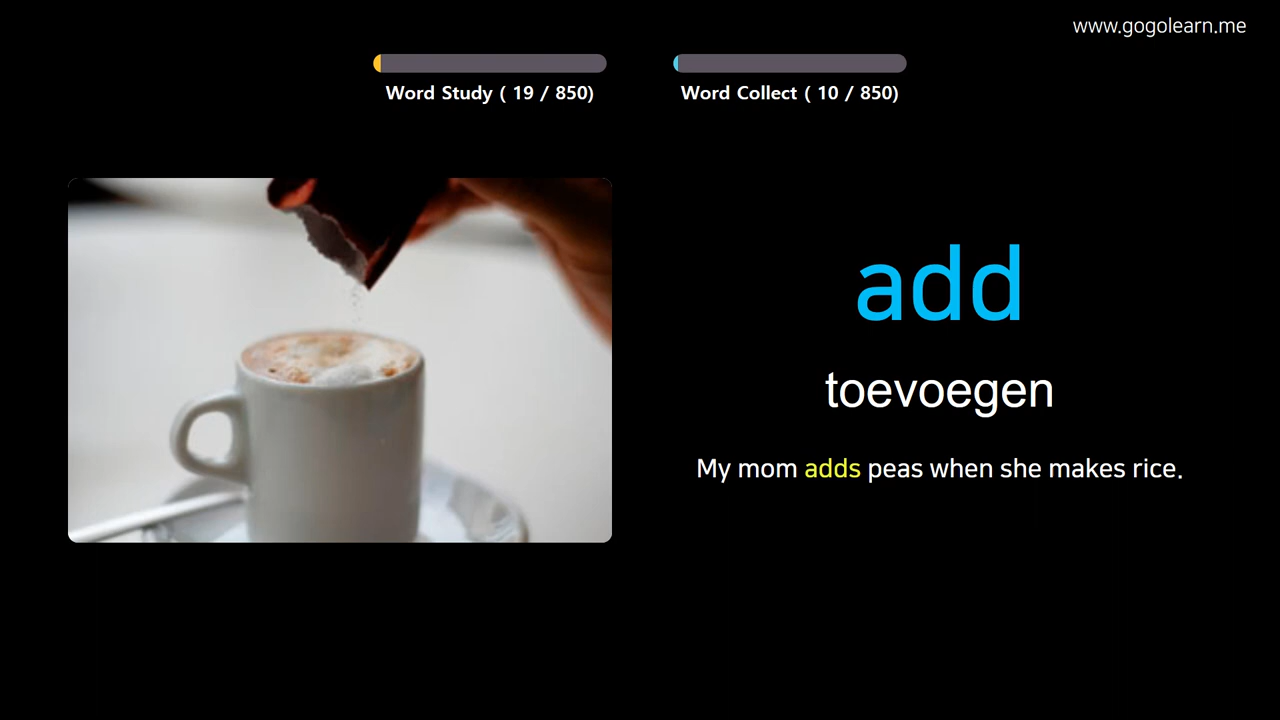 www.gogolearn.me
Word Study ( 19 / 850)
Word Collect ( 10 / 850)
add
toevoegen
My mom adds peas when she makes rice.